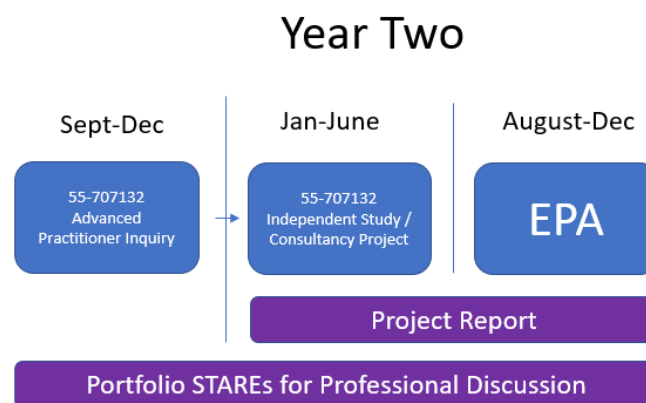 Year Two
Sept-Dec
Jan-June
August-Dec
55-707132
Advanced
Practitioner Inquiry
55-707132
Independent Study /
Consultancy Project
EPA
Project Report
Portfolio STAREs for Professional Discussion